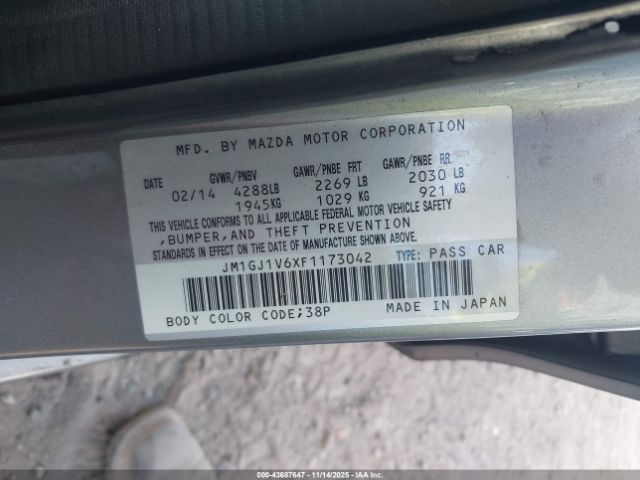 MFD. BY MAZDA MOTOR CORPORATION
GVWR/PNBV GAWR/PNBE FRT GAWR/PNBE RR
DATE 02/14 4288LB 2269 LB 2030 LB
1945KG 1029 KG 921 KG
THIS VEHICLE CONFORMS TO ALL APPLICABLE FEDERAL MOTOR VEHICLE SAFETY
,BUMPER,AND THEFT PREVENTION
STANDARDS IN EFFECT ON THE DATE OF MANUFACTURE SHOWN ABOVE.
JM1GJ1V6XF1173042 TYPE: PASS CAR
BODY COLOR CODE;38P MADE IN JAPAN
00-43687647 - 11/14/2025 - IAAI.CA